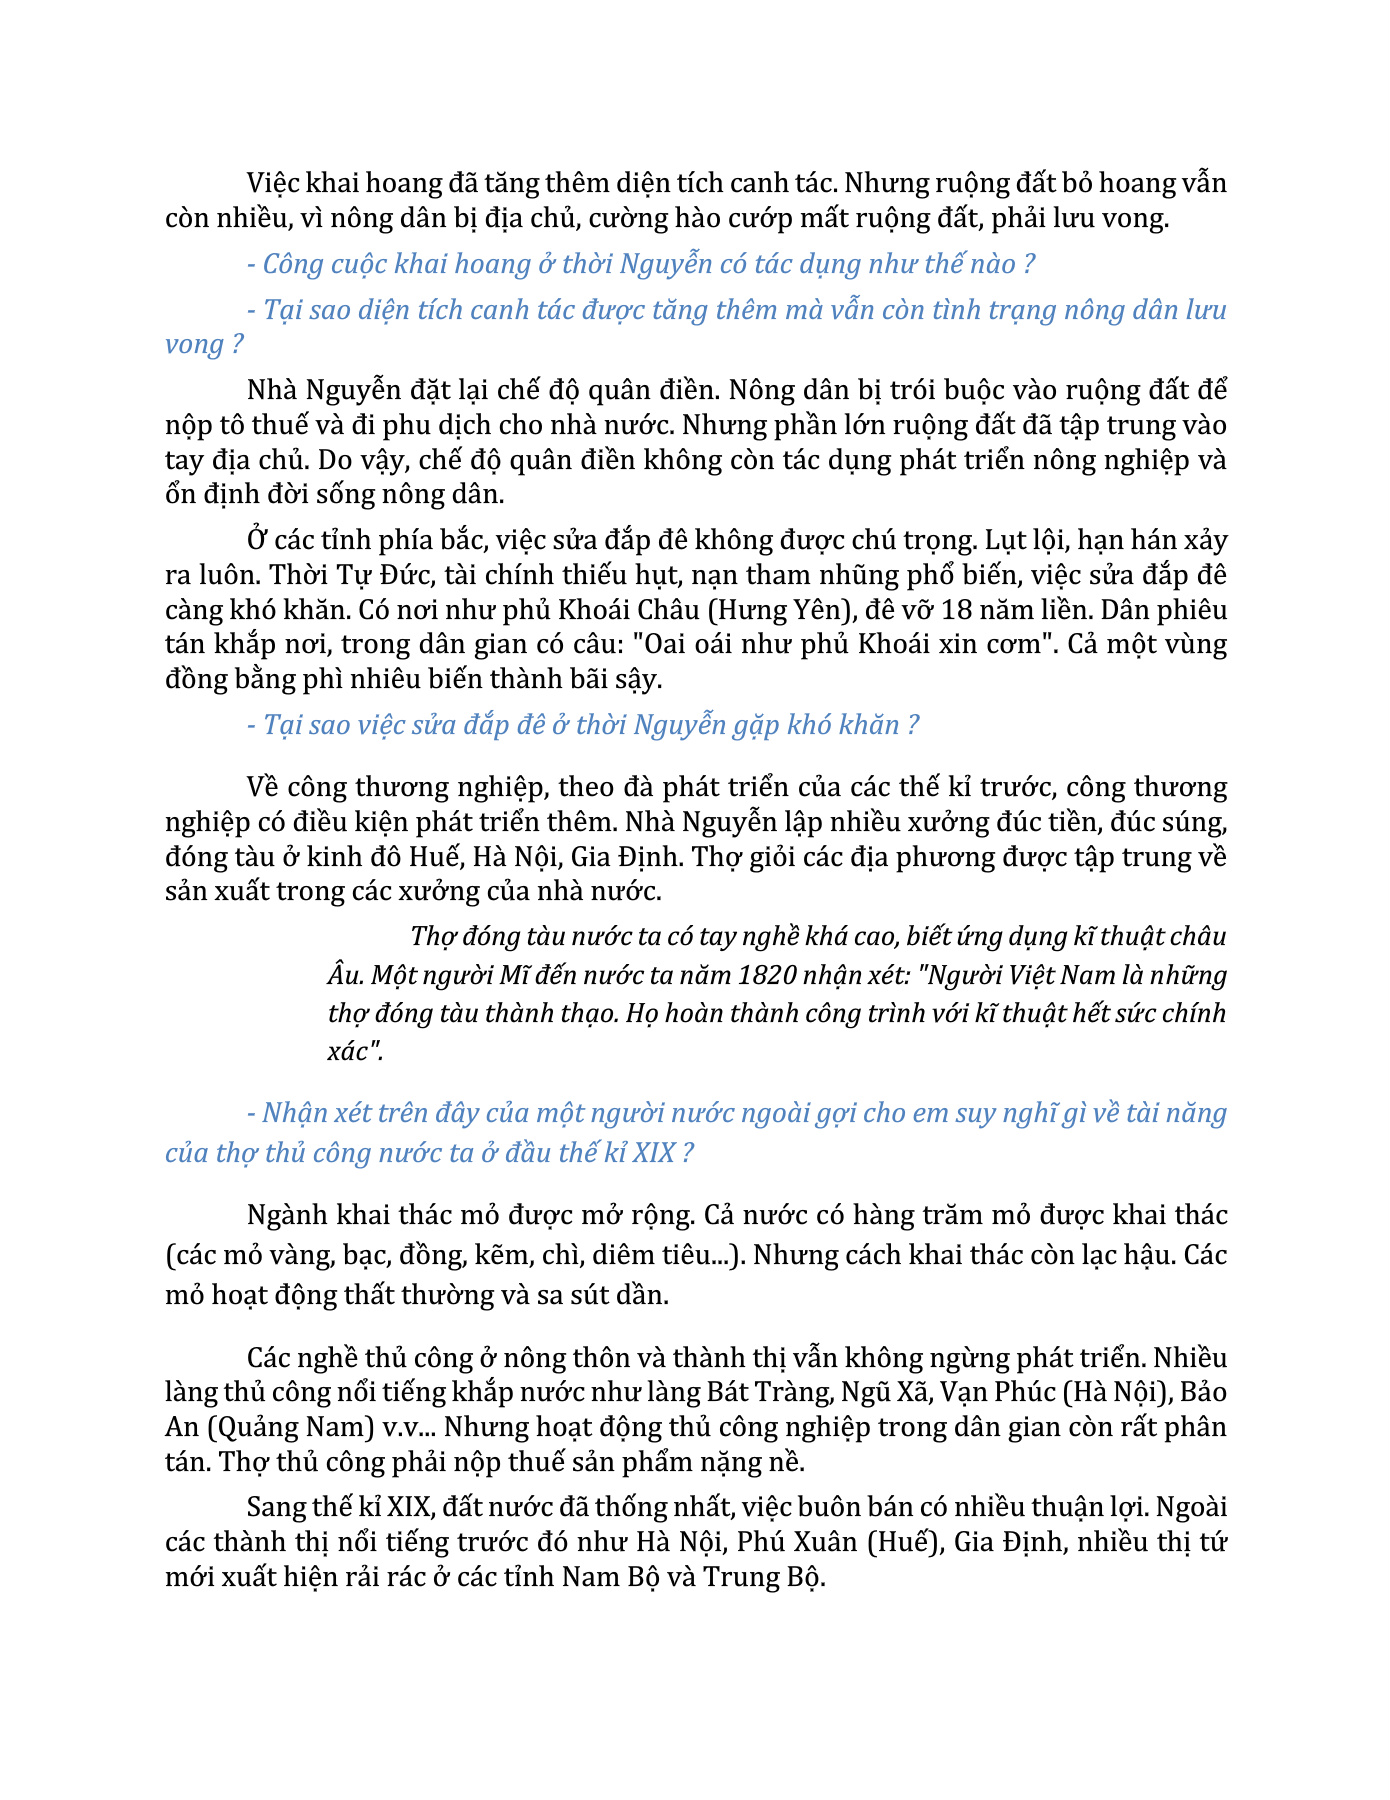 Việc khai hoang đã tăng thêm diện tích canh tác. Nhưng ruộng đất bỏ hoang vẫn
còn nhiều, vì nông dân bị địa chủ, cường hào cướp mất ruộng đất, phải lưu vong.
- Công cuộc khai hoang ở thời Nguyễn có tác dụng như thế nào ?
- Tại sao diện tích canh tác được tăng thêm mà vẫn còn tình trạng nông dân lưu
vong ?
Nhà Nguyễn đặt lại chế độ quân điền. Nông dân bị trói buộc vào ruộng đất để
nộp tô thuế và đi phu dịch cho nhà nước. Nhưng phần lớn ruộng đất đã tập trung vào
tay địa chủ. Do vậy, chế độ quân điền không còn tác dụng phát triển nông nghiệp và
ổn định đời sống nông dân.
Ở các tỉnh phía bắc, việc sửa đắp đê không được chú trọng. Lụt lội, hạn hán xảy
ra luôn. Thời Tự Đức, tài chính thiếu hụt, nạn tham nhũng phổ biến, việc sửa đắp đê
càng khó khăn. Có nơi như phủ Khoái Châu (Hưng Yên), đê vỡ 18 năm liền. Dân phiêu
tán khắp nơi, trong dân gian có câu: "Oai oái như phủ Khoái xin cơm". Cả một vùng
đồng bằng phì nhiêu biến thành bãi sậy.
- Tại sao việc sửa đắp đê ở thời Nguyễn gặp khó khăn ?
Về công thương nghiệp, theo đà phát triển của các thế kỉ trước, công thương
nghiệp có điều kiện phát triển thêm. Nhà Nguyễn lập nhiều xưởng đúc tiền, đúc súng,
đóng tàu ở kinh đô Huế, Hà Nội, Gia Định. Thợ giỏi các địa phương được tập trung về
sản xuất trong các xưởng của nhà nước.
Thợ đóng tàu nước ta có tay nghề khá cao, biết ứng dụng kĩ thuật châu
Âu. Một người Mĩ đến nước ta năm 1820 nhận xét: "Người Việt Nam là những
thợ đóng tàu thành thạo. Họ hoàn thành công trình với kĩ thuật hết sức chính
xác".
- Nhận xét trên đây của một người nước ngoài gợi cho em suy nghĩ gì về tài năng
của thợ thủ công nước ta ở đầu thế kỉ XIX ?
Ngành khai thác mỏ được mở rộng. Cả nước có hàng trăm mỏ được khai thác
(các mỏ vàng, bạc, đồng, kẽm, chì, diêm tiêu...). Nhưng cách khai thác còn lạc hậu. Các
mỏ hoạt động thất thường và sa sút dần.
Các nghề thủ công ở nông thôn và thành thị vẫn không ngừng phát triển. Nhiều
làng thủ công nổi tiếng khắp nước như làng Bát Tràng, Ngũ Xã, Vạn Phúc (Hà Nội), Bảo
An (Quảng Nam) v.v... Nhưng hoạt động thủ công nghiệp trong dân gian còn rất phân
tán. Thợ thủ công phải nộp thuế sản phẩm nặng nề.
Sang thế kỉ XIX, đất nước đã thống nhất, việc buôn bán có nhiều thuận lợi. Ngoài
các thành thị nổi tiếng trước đó như Hà Nội, Phú Xuân (Huế), Gia Định, nhiều thị tứ
mới xuất hiện rải rác ở các tỉnh Nam Bộ và Trung Bộ.